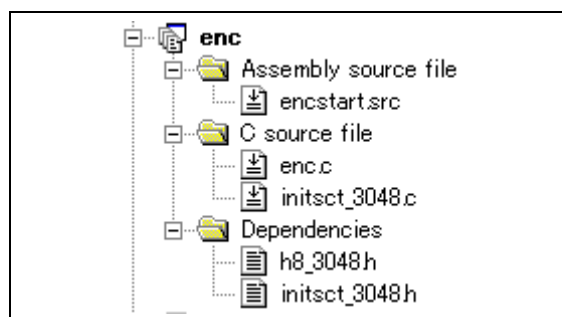 enc
Assembly source file
encstart.src
C source file
enc.c
initsct_3048.c
Dependencies
h8_3048.h
initsct_3048.h